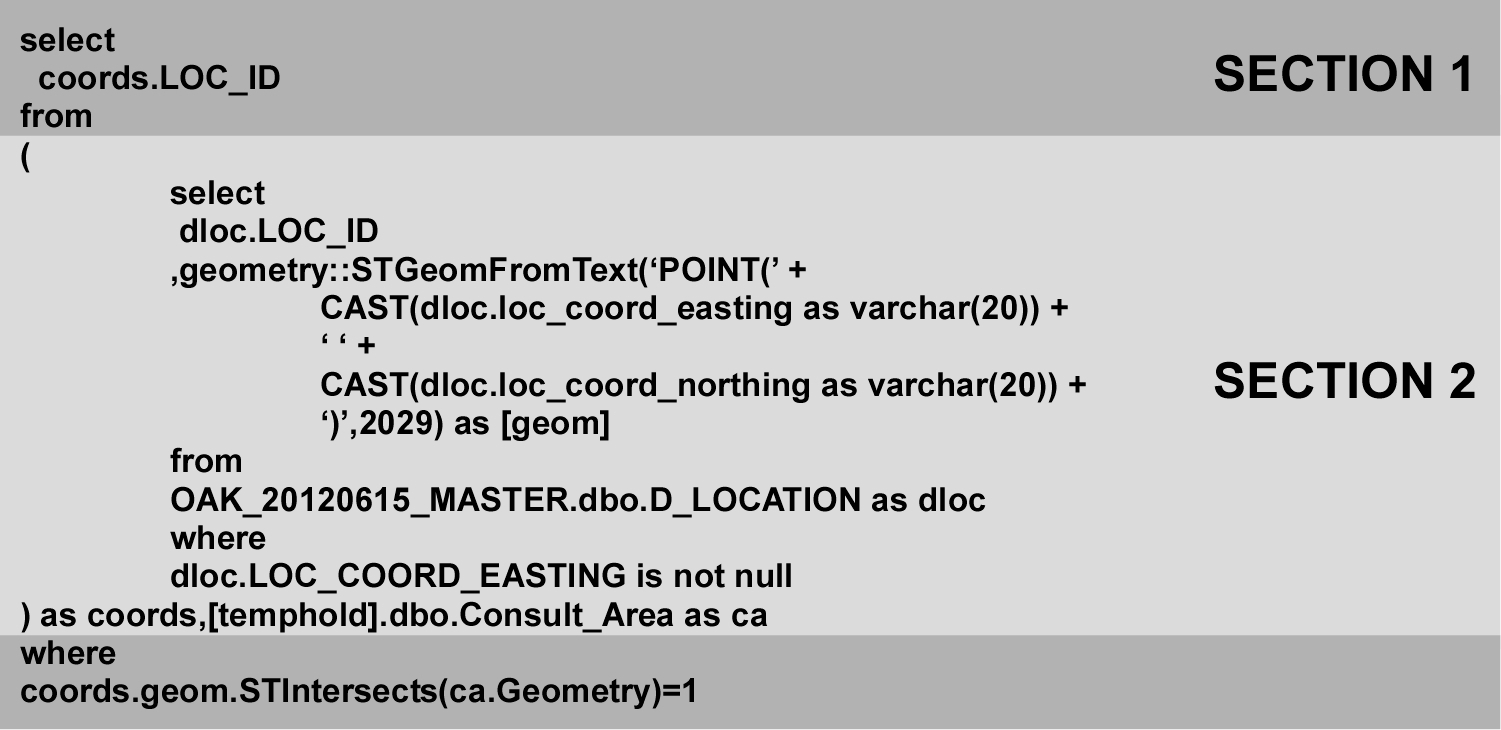 select
coords.LOC_ID
from
SECTION 1
(
select
dloc.LOC_ID
,geometry::STGeomFromText(‘POINT(’ +
CAST(dloc.loc_coord_easting as varchar(20)) +
‘ ‘ +
CAST(dloc.loc_coord_northing as varchar(20)) +
‘)’,2029) as [geom]
from
OAK_20120615_MASTER.dbo.D_LOCATION as dloc
where
dloc.LOC_COORD_EASTING is not null
) as coords,[temphold].dbo.Consult_Area as ca
SECTION 2
where
coords.geom.STIntersects(ca.Geometry)=1